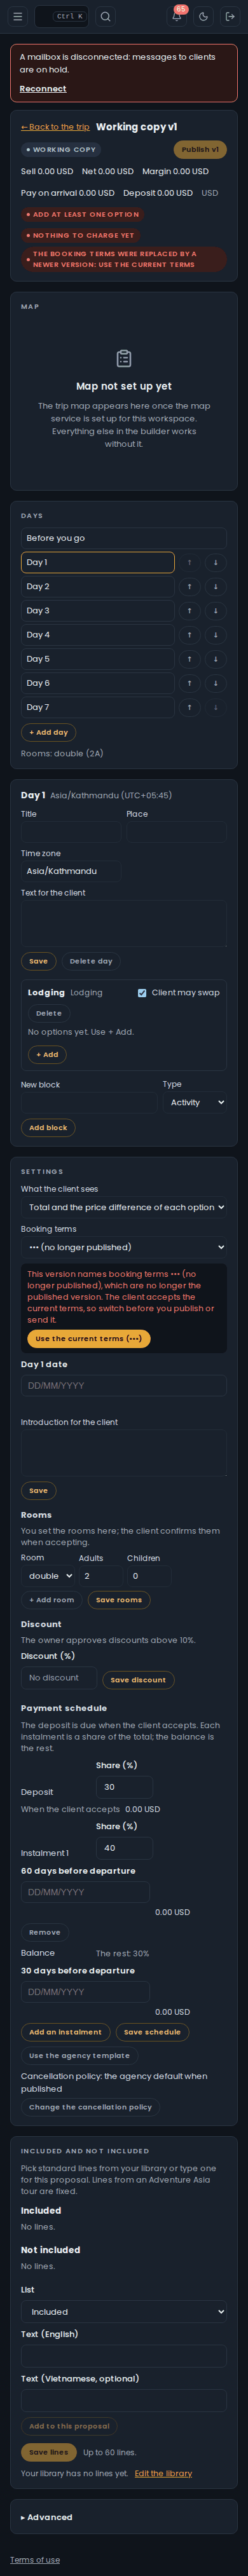 Ctrl K
65
A mailbox is disconnected: messages to clients
are on hold.
Reconnect
← Back to the trip Working copy v1
WORKING COPY
Publish v1
Sell 0.00 USD Net 0.00 USD Margin 0.00 USD
Pay on arrival 0.00 USD Deposit 0.00 USD USD
ADD AT LEAST ONE OPTION
NOTHING TO CHARGE YET
THE BOOKING TERMS WERE REPLACED BY A
NEWER VERSION: USE THE CURRENT TERMS
MAP
Map not set up yet
The trip map appears here once the map
service is set up for this workspace.
Everything else in the builder works
without it.
DAYS
Before you go
Day 1 ↑ ↓
Day 2 ↑ ↓
Day 3 ↑ ↓
Day 4 ↑ ↓
Day 5 ↑ ↓
Day 6 ↑ ↓
Day 7 ↑ ↓
+ Add day
Rooms: double (2A)
Day 1 Asia/Kathmandu (UTC+05:45)
Title Place
Time zone
Asia/Kathmandu
Text for the client
Save Delete day
Lodging Lodging Client may swap
Delete
No options yet. Use + Add.
+ Add
New block Type
Activity
Add block
SETTINGS
What the client sees
Total and the price difference of each option
Booking terms
••• (no longer published)
This version names booking terms ••• (no
longer published), which are no longer the
published version. The client accepts the
current terms, so switch before you publish or
send it.
Use the current terms (•••)
Day 1 date
DD/MM/YYYY
Introduction for the client
Save
Rooms
You set the rooms here; the client confirms them
when accepting.
Room Adults Children
double 2 0
+ Add room Save rooms
Discount
The owner approves discounts above 10%.
Discount (%)
No discount Save discount
Payment schedule
The deposit is due when the client accepts. Each
instalment is a share of the total; the balance is
the rest.
Share (%)
Deposit 30
When the client accepts 0.00 USD
Share (%)
Instalment 1 40
60 days before departure
DD/MM/YYYY
0.00 USD
Remove
Balance The rest: 30%
30 days before departure
DD/MM/YYYY
0.00 USD
Add an instalment Save schedule
Use the agency template
Cancellation policy: the agency default when
published
Change the cancellation policy
INCLUDED AND NOT INCLUDED
Pick standard lines from your library or type one
for this proposal. Lines from an Adventure Asia
tour are fixed.
Included
No lines.
Not included
No lines.
List
Included
Text (English)
Text (Vietnamese, optional)
Add to this proposal
Save lines Up to 60 lines.
Your library has no lines yet. Edit the library
▸ Advanced
Terms of use